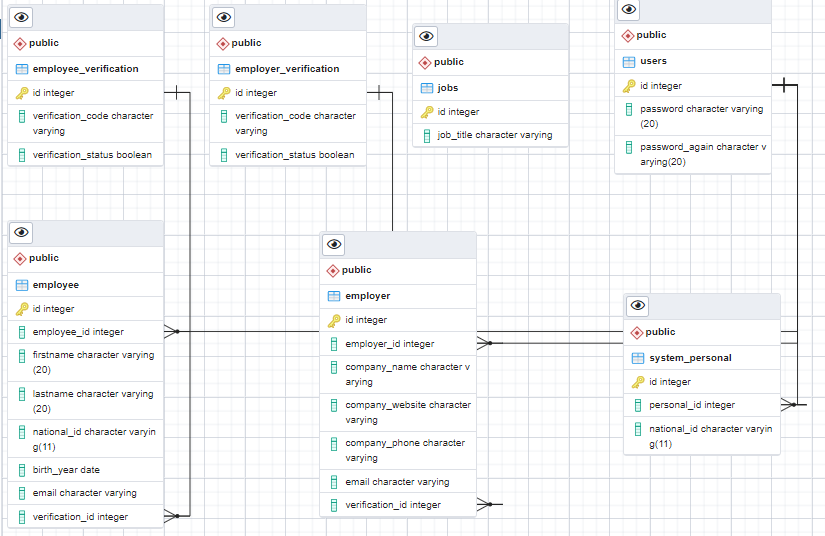 public
employee_verification
id integer
verification_code character
varying
verification_status boolean
public
employer_verification
id integer
verification_code character
varying
verification_status boolean
public
jobs
id integer
job_title character varying
public
users
id integer
password character varying
(20)
password_again character v
arying(20)
public
employee
id integer
employee_id integer
firstname character varying
(20)
lastname character varying
(20)
national_id character varyin
g(11)
birth_year date
email character varying
verification_id integer
public
employer
id integer
employer_id integer
company_name character v
arying
company_website character
varying
company_phone character
varying
email character varying
verification_id integer
public
system_personal
id integer
personal_id integer
national_id character varyin
g(11)